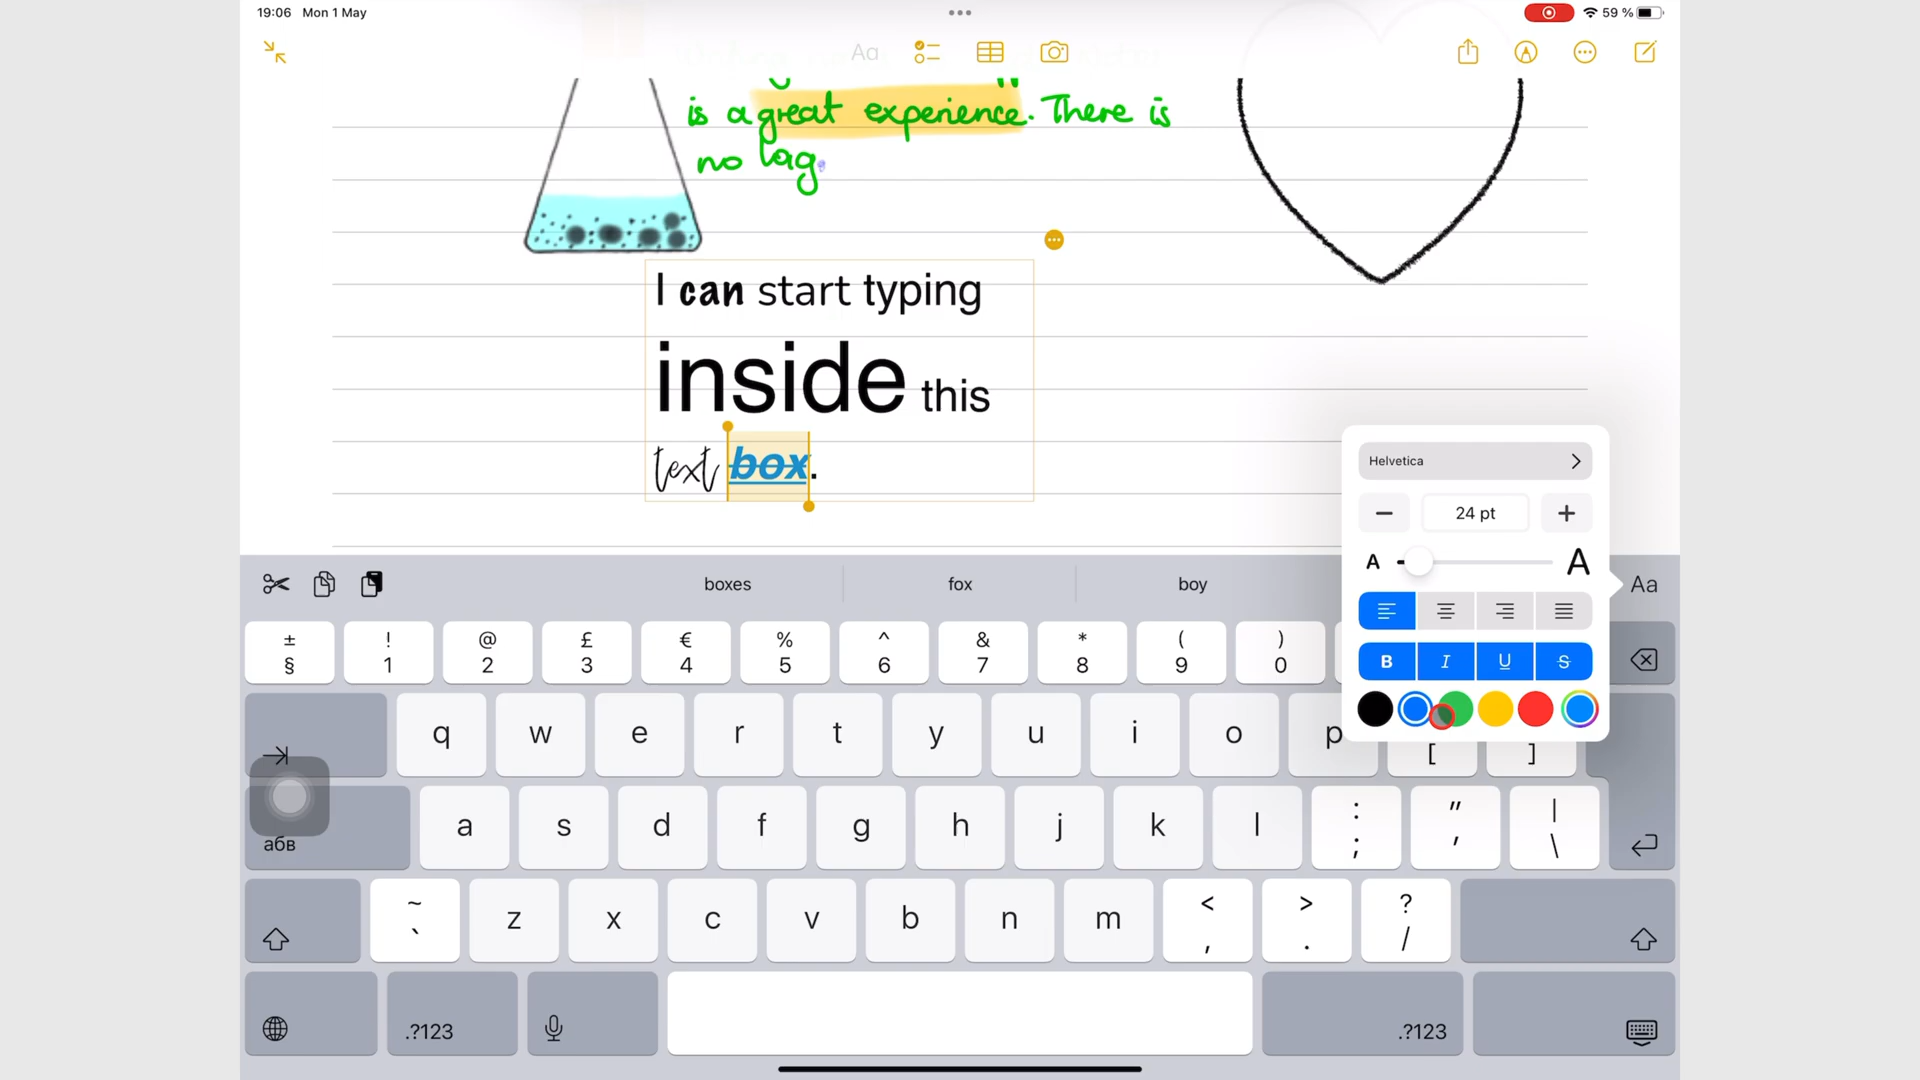 19:06 Mon 1 May
59 %
Aa
is a great experience. There is
no lag.
I can start typing
inside this
text box.
Helvetica
24 pt
A A
B I U S
boxes fox boy Aa
± ! @ £ € % ^ & * ( )
§ 1 2 3 4 5 6 7 8 9 0
q w e r t y u i o p [ ]
a s d f g h j k l : " |
; ' \
абв
~ z x c v b n m < > ?
` , . /
.?123 .?123